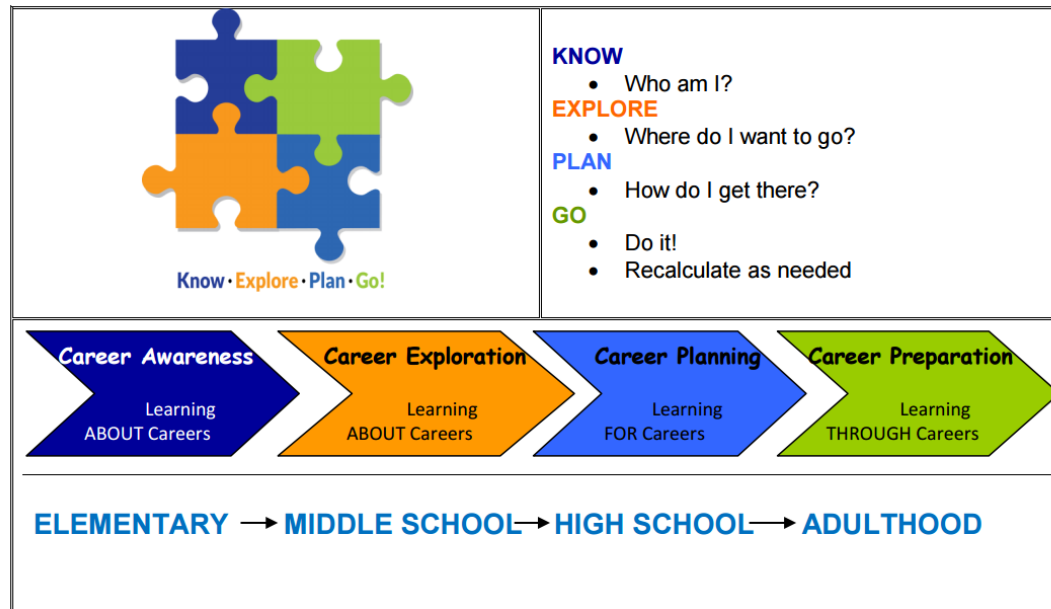 Know · Explore · Plan · Go!
KNOW
• Who am I?
EXPLORE
• Where do I want to go?
PLAN
• How do I get there?
GO
• Do it!
• Recalculate as needed
Career Awareness
Learning
ABOUT Careers
Career Exploration
Learning
ABOUT Careers
Career Planning
Learning
FOR Careers
Career Preparation
Learning
THROUGH Careers
ELEMENTARY → MIDDLE SCHOOL → HIGH SCHOOL → ADULTHOOD